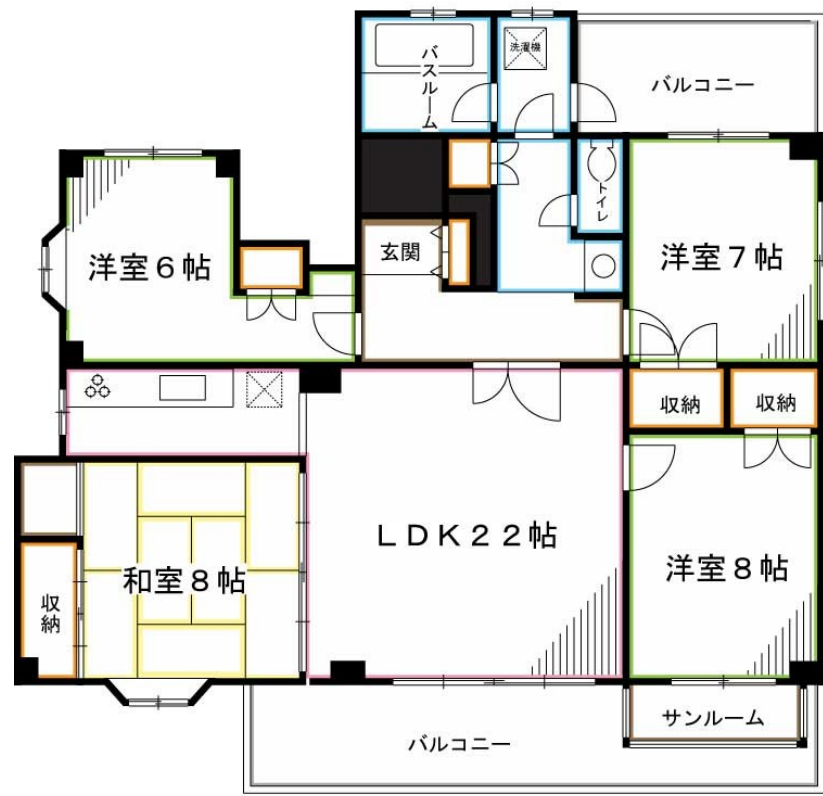 洗濯機
バスルーム
バルコニー
トイレ
玄関
洋室6帖
洋室7帖
収納
収納
LDK22帖
和室8帖
洋室8帖
収納
サンルーム
バルコニー